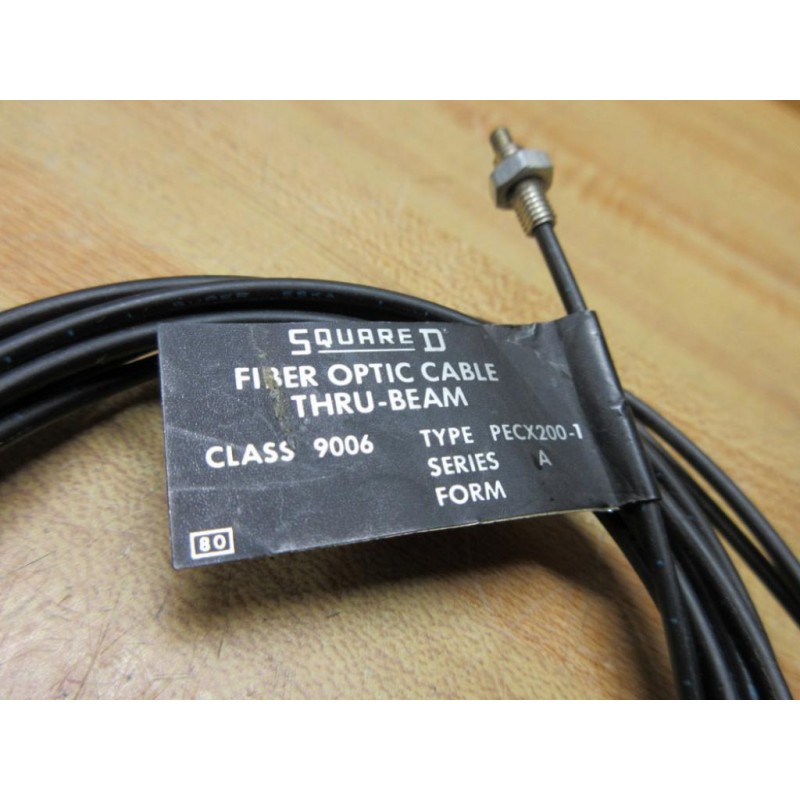 SQUARE D
FIBER OPTIC CABLE
THRU-BEAM
CLASS 9006 TYPE PECX200-1
SERIES A
FORM
80